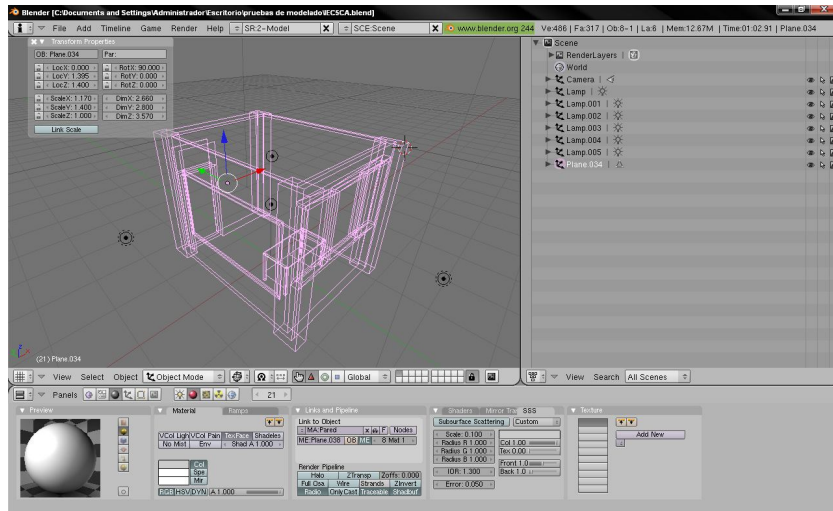 Blender [C:\Documents and Settings\Administrador\Escritorio\pruebas de modelado\IEC5CA.blend]
File Add Timeline Game Render Help SR:2-Model X SCE:Scene X www.blender.org 244 Ve:486 | Fa:317 | Ob:8-1 | La:6 | Mem:12.67M | Time:01:02.91 | Plane.034
Transform Properties
OB: Plane.034 Par:
LocX: 0.000 RotX: 90.000
LocY: 1.395 RotY: 0.000
LocZ: 1.400 RotZ: 0.000
ScaleX: 1.170 DimX: 2.660
ScaleY: 1.400 DimY: 2.800
ScaleZ: 1.000 DimZ: 3.570
Link Scale
Scene
RenderLayers
World
Camera
Lamp
Lamp.001
Lamp.002
Lamp.003
Lamp.004
Lamp.005
Plane.034
(21) Plane.034
View Select Object Object Mode Global
View Search All Scenes
Panels 21
Preview
Material Ramps
VCol Ligh VCol Pain TexFace Shadeles
No Mist Env Shad A 1.000
Col
Spe
Mir
RGB HSV DYN A 1.000
Links and Pipeline
Link to Object
MA:Pared X F Nodes
ME:Plane.038 OB ME 8 Mat 1
Render Pipeline
Halo ZTransp Zoffs: 0.000
Full Osa Wire Strands ZInvert
Radio OnlyCast Traceable Shadbuf
Shaders Mirror Tra SSS
Subsurface Scattering Custom
Scale: 0.100
Radius R 1.000 Col 1.00
Radius G 1.000 Tex 0.00
Radius B 1.000 Front 1.0
IOR: 1.300 Back 1.0
Error: 0.050
Texture
Add New